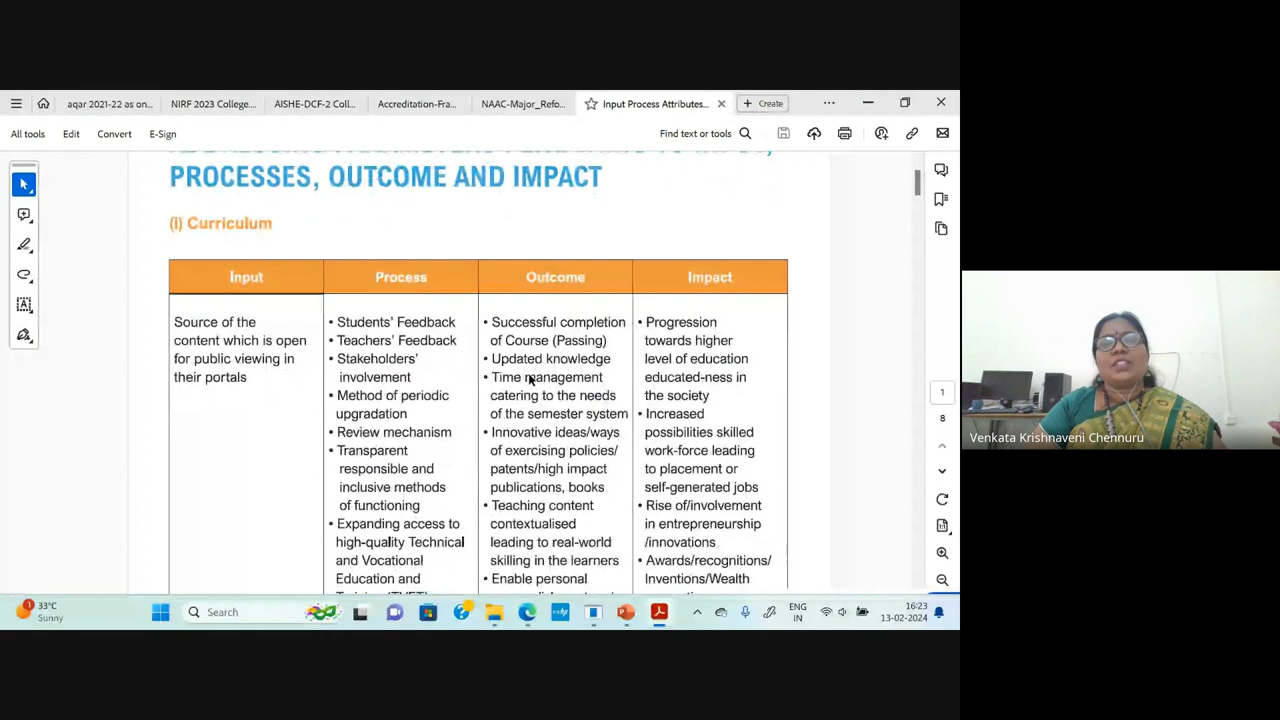 aqar 2021-22 as on...
NIRF 2023 College....
AISHE-DCF-2 Coll...
Accreditation-Fra...
NAAC-Major_Refo...
Input Process Attributes...
Create
All tools
Edit
Convert
E-Sign
Find text or tools
PROCESSES, OUTCOME AND IMPACT
(i) Curriculum
Input
Process
Outcome
Impact
Source of the
content which is open
for public viewing in
their portals
• Students' Feedback
• Teachers' Feedback
• Stakeholders'
involvement
• Method of periodic
upgradation
• Review mechanism
• Transparent
responsible and
inclusive methods
of functioning
• Expanding access to
high-quality Technical
and Vocational
Education and
• Successful completion
of Course (Passing)
• Updated knowledge
• Time management
catering to the needs
of the semester system
• Innovative ideas/ways
of exercising policies/
patents/high impact
publications, books
• Teaching content
contextualised
leading to real-world
skilling in the learners
• Enable personal
• Progression
towards higher
level of education
educated-ness in
the society
• Increased
possibilities skilled
work-force leading
to placement or
self-generated jobs
• Rise of/involvement
in entrepreneurship
/innovations
• Awards/recognitions/
Inventions/Wealth
1
8
Venkata Krishnaveni Chennuru
1
33°C
Sunny
Search
ENG
IN
16:23
13-02-2024